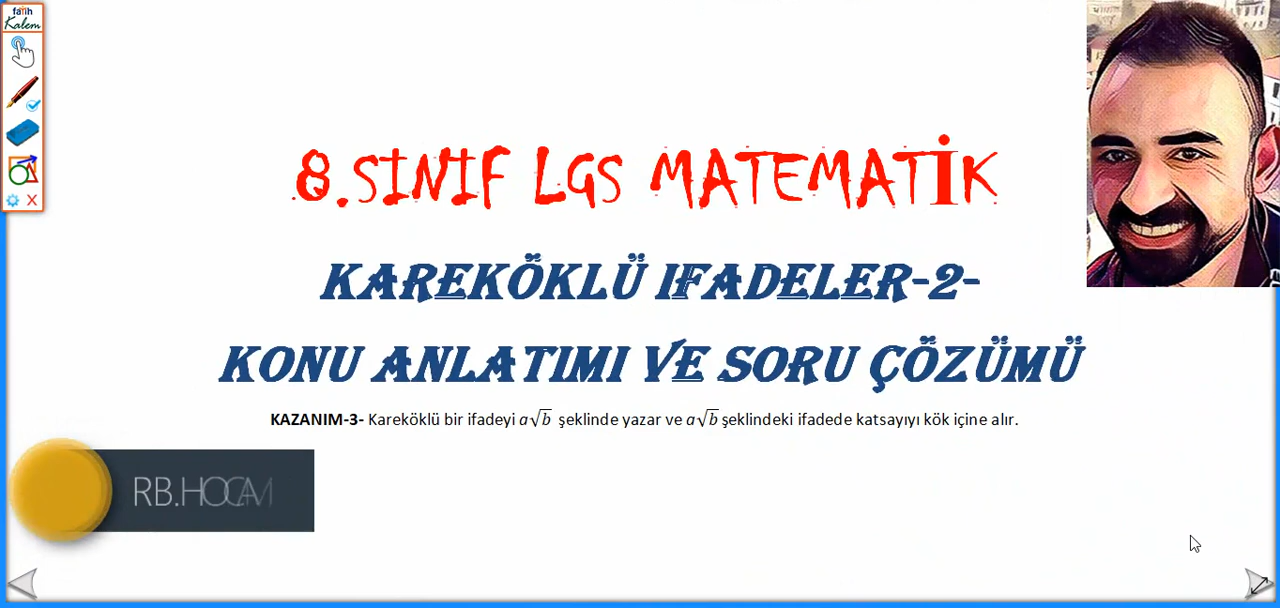 fatih
Kalem
8.SINIF LGS MATEMATİK
KAREKÖKLÜ IFADELER-2-
KONU ANLATIMI VE SORU ÇÖZÜMÜ
KAZANIM-3- Kareköklü bir ifadeyi a√b şeklinde yazar ve a√b şeklindeki ifadede katsayıyı kök içine alır.
RB.HOCAM